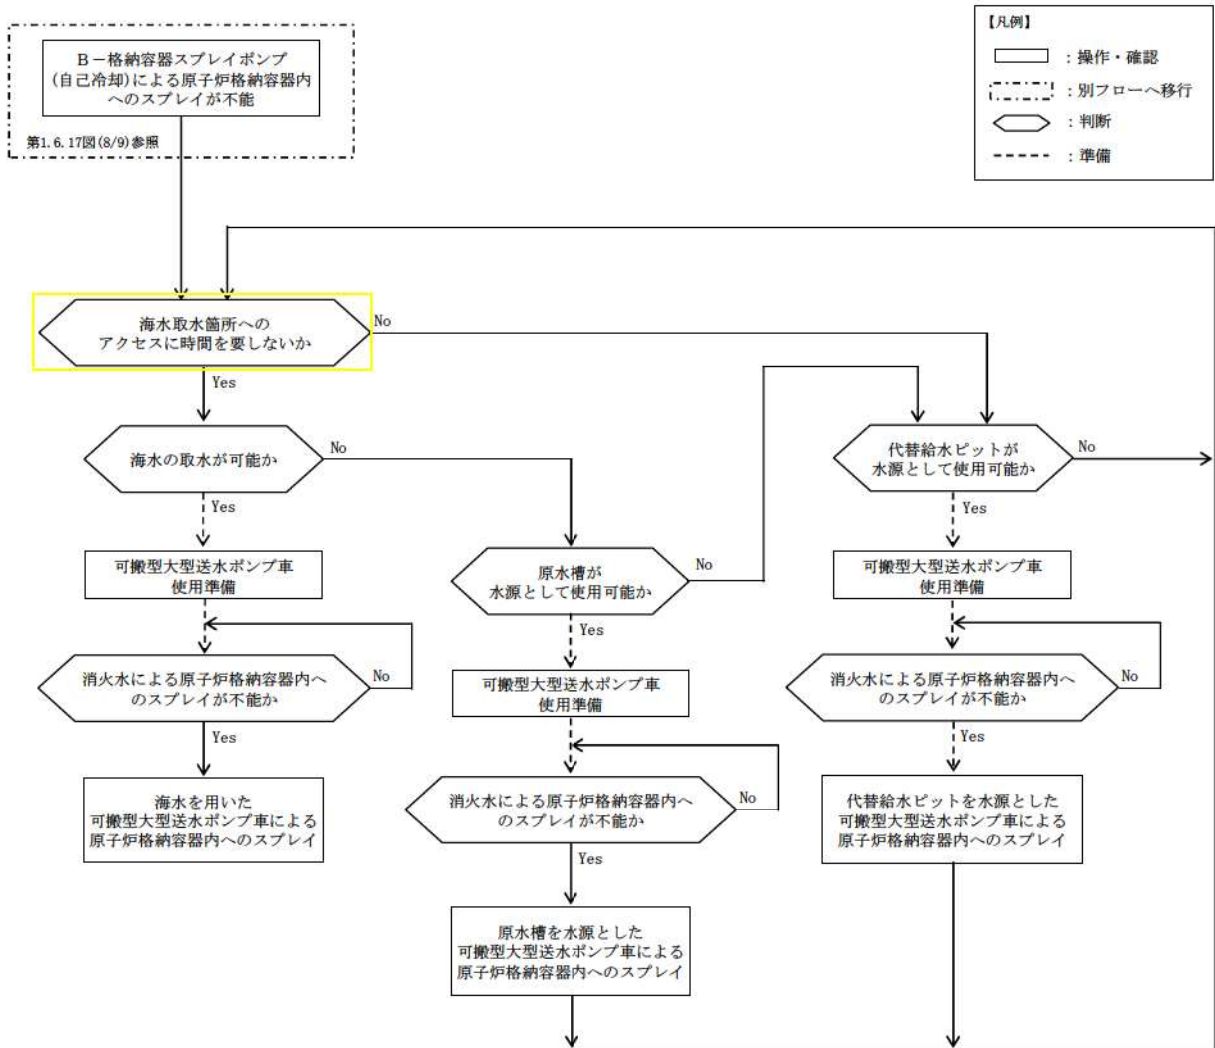 B－格納容器スプレイポンプ
(自己冷却)による原子炉格納容器内
へのスプレイが不能
第1.6.17図(8/9)参照
【凡例】
：操作・確認
：別フローへ移行
：判断
：準備
海水取水箇所への
アクセスに時間を要しないか
No
Yes
海水の取水が可能か
No
Yes
可搬型大型送水ポンプ車
使用準備
消火水による原子炉格納容器内へ
のスプレイが不能か
No
Yes
海水を用いた
可搬型大型送水ポンプ車による
原子炉格納容器内へのスプレイ
原水槽が
水源として使用可能か
No
Yes
可搬型大型送水ポンプ車
使用準備
消火水による原子炉格納容器内へ
のスプレイが不能か
No
Yes
原水槽を水源とした
可搬型大型送水ポンプ車による
原子炉格納容器内へのスプレイ
代替給水ピットが
水源として使用可能か
No
Yes
可搬型大型送水ポンプ車
使用準備
消火水による原子炉格納容器内へ
のスプレイが不能か
No
Yes
代替給水ピットを水源とした
可搬型大型送水ポンプ車による
原子炉格納容器内へのスプレイ